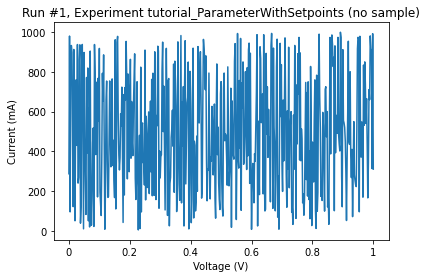 Run #1, Experiment tutorial_ParameterWithSetpoints (no sample)
Current (mA)
1000
800
600
400
200
0
0 0.2 0.4 0.6 0.8 1
Voltage (V)